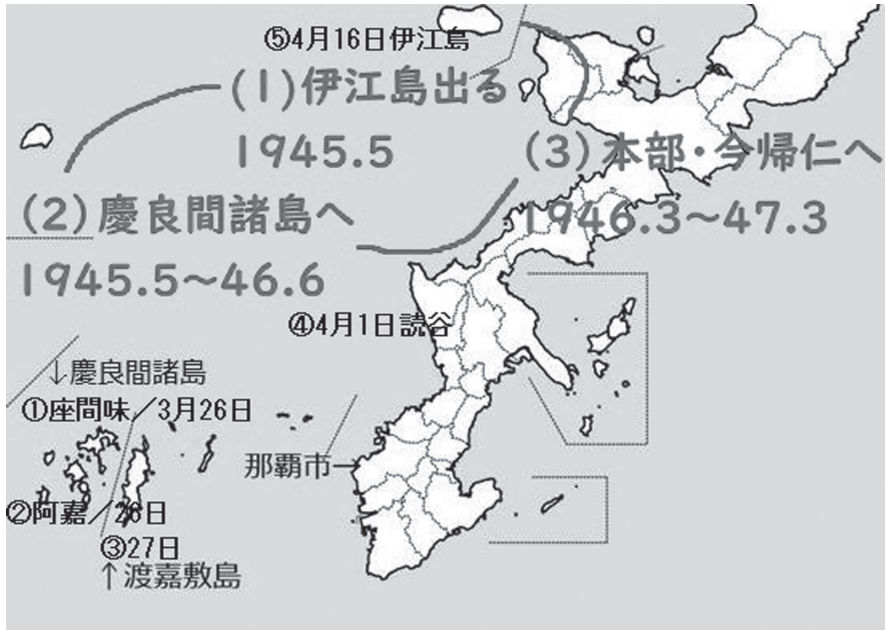 ⑤4月16日伊江島
(1)伊江島出る
1945.5
(3)本部・今帰仁へ
1946.3～47.3
(2)慶良間諸島へ
1945.5～46.6
④4月1日読谷
↓慶良間諸島
①座間味／3月26日
那覇市→
②阿嘉／26日
③27日
↑渡嘉敷島